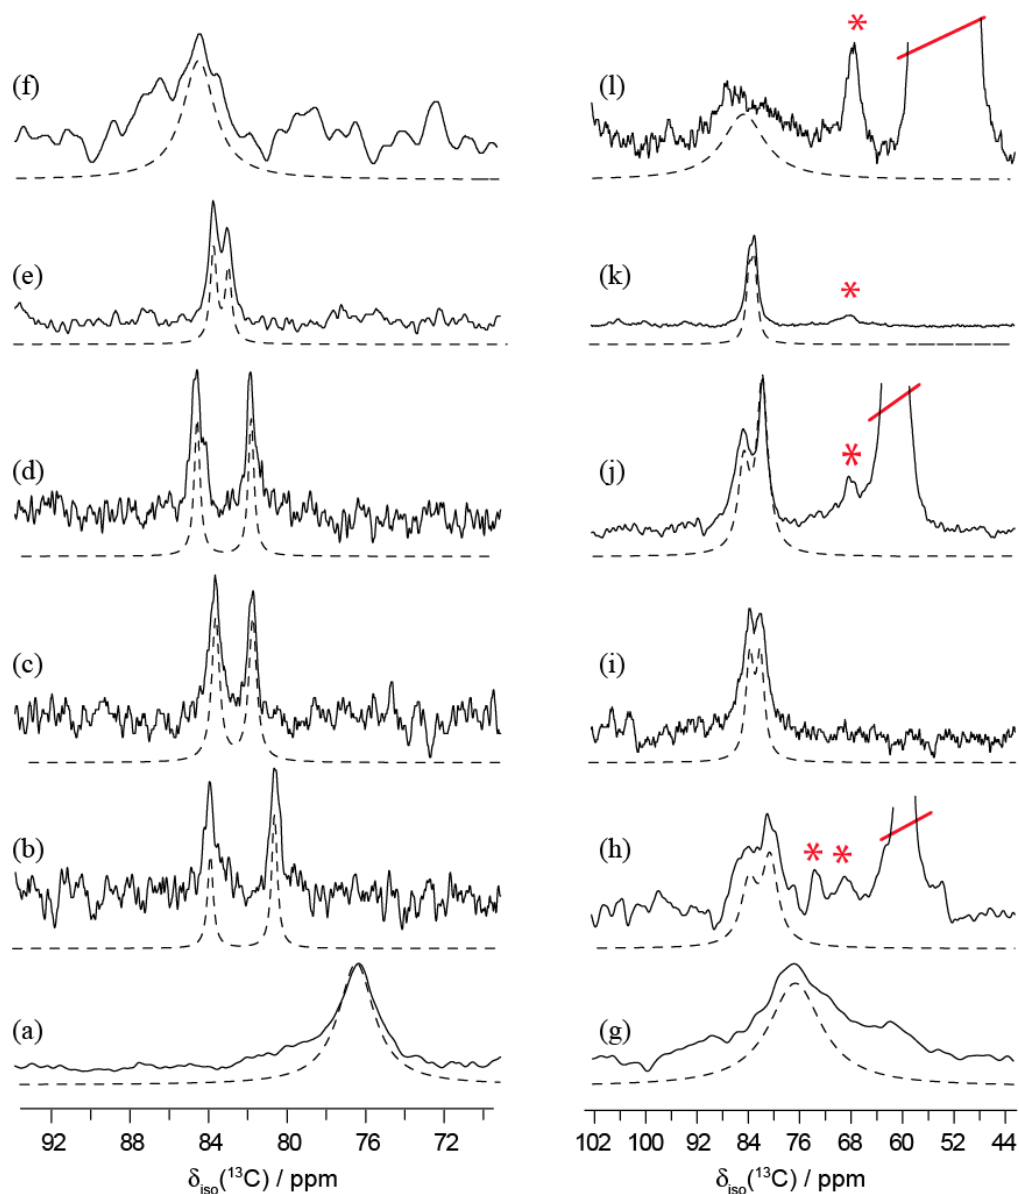 (f) (l) *
(e) (k) *
(d) (j) *
(c) (i)
(b) (h) * *
(a) (g)
92 88 84 80 76 72 102 100 92 84 76 68 60 52 44
δiso(¹³C) / ppm δiso(¹³C) / ppm